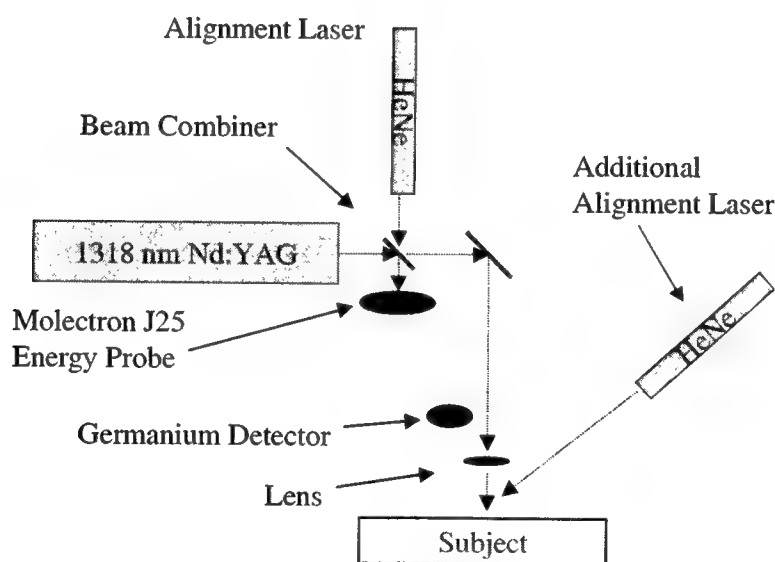 Alignment Laser
HeNe
Beam Combiner
Additional
Alignment Laser
1318 nm Nd:YAG
HeNe
Molectron J25
Energy Probe
Germanium Detector
Lens
Subject